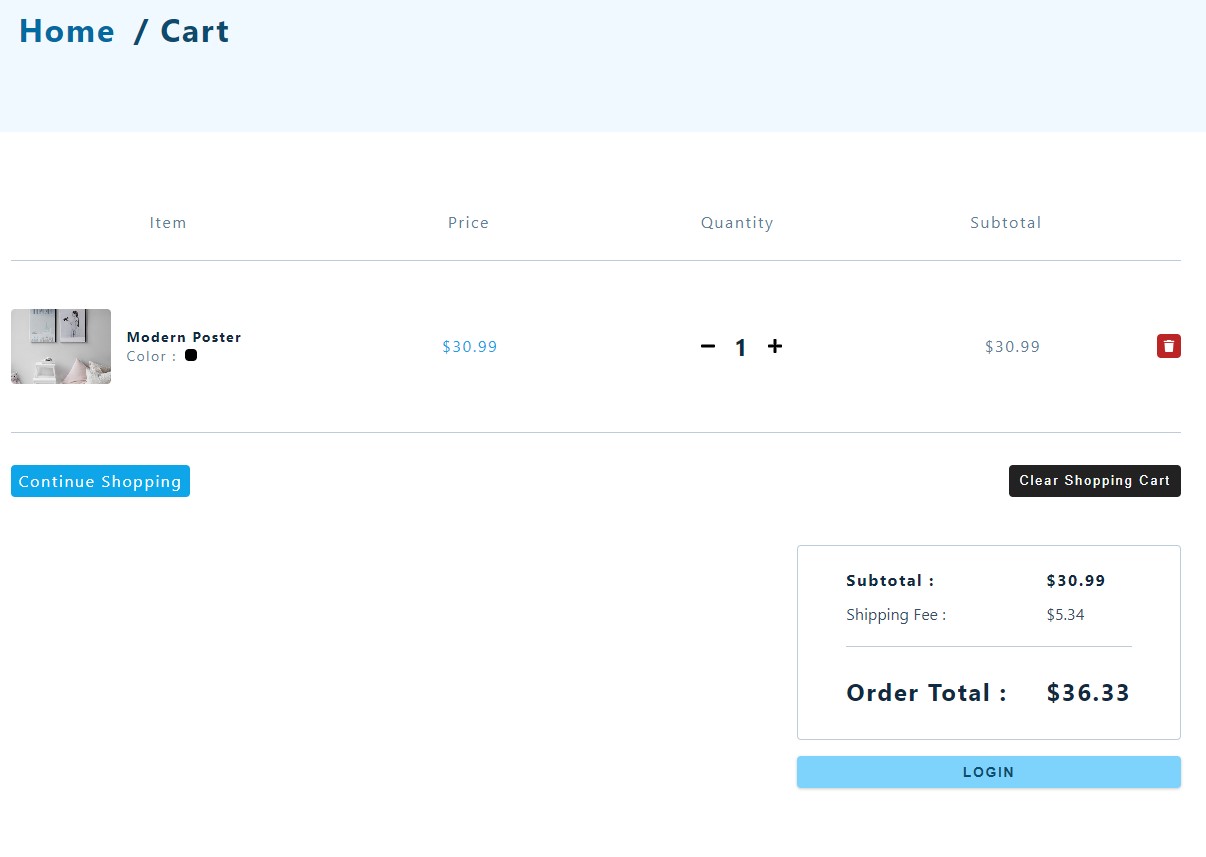 Home / Cart
Item Price Quantity Subtotal
Modern Poster
Color :
$30.99 1 $30.99
Continue Shopping
Clear Shopping Cart
Subtotal : $30.99
Shipping Fee : $5.34
Order Total : $36.33
LOGIN